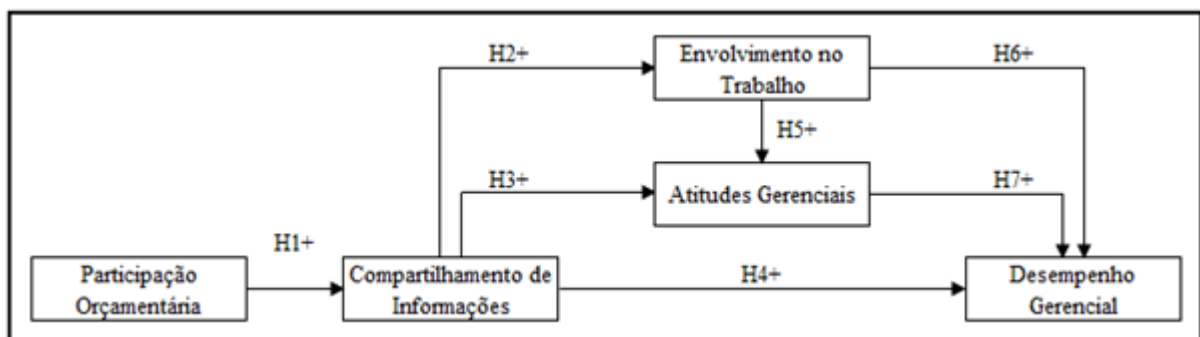 H2+
Envolvimento no
Trabalho
H6+
H5+
H3+
Atitudes Gerenciais
H7+
H1+
Participação
Orçamentária
Compartilhamento de
Informações
H4+
Desempenho
Gerencial